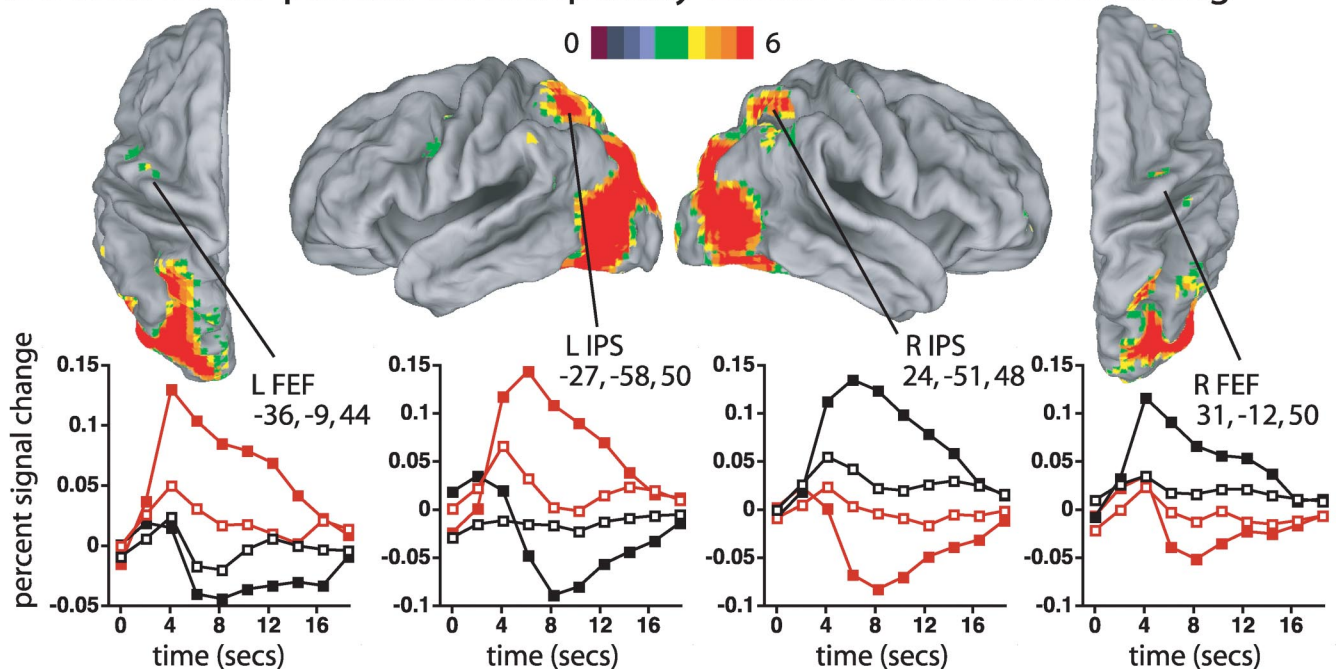 0 6
L FEF
-36, -9, 44
L IPS
-27, -58, 50
R IPS
24, -51, 48
R FEF
31, -12, 50
percent signal change
0.15
0.1
0.05
0
-0.05
0 4 8 12 16
time (secs)
0.15
0.1
0.05
0
-0.05
-0.1
0 4 8 12 16
time (secs)
0.15
0.1
0.05
0
-0.05
-0.1
0 4 8 12 16
time (secs)
0.15
0.1
0.05
0
-0.05
-0.1
0 4 8 12 16
time (secs)